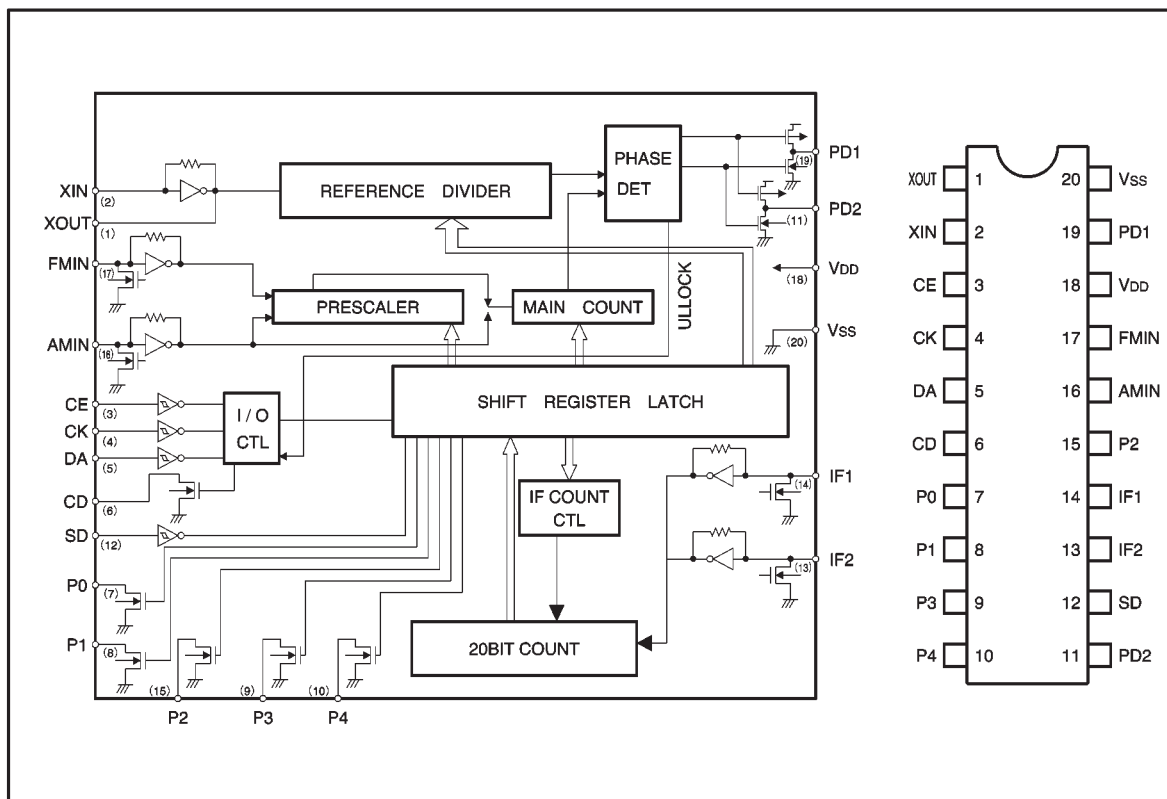 XIN
(2)
XOUT
(1)
FMIN
(17)
AMIN
(16)
CE
(3)
CK
(4)
DA
(5)
CD
(6)
SD
(12)
P0
(7)
P1
(8)
(15)
P2
(9)
P3
(10)
P4
REFERENCE DIVIDER
PHASE
DET
PRESCALER
MAIN COUNT
ULLOCK
I / O
CTL
SHIFT REGISTER LATCH
IF COUNT
CTL
20BIT COUNT
PD1
(19)
PD2
(11)
VDD
(18)
VSS
(20)
IF1
(14)
IF2
(13)
XOUT 1 20 VSS
XIN 2 19 PD1
CE 3 18 VDD
CK 4 17 FMIN
DA 5 16 AMIN
CD 6 15 P2
P0 7 14 IF1
P1 8 13 IF2
P3 9 12 SD
P4 10 11 PD2